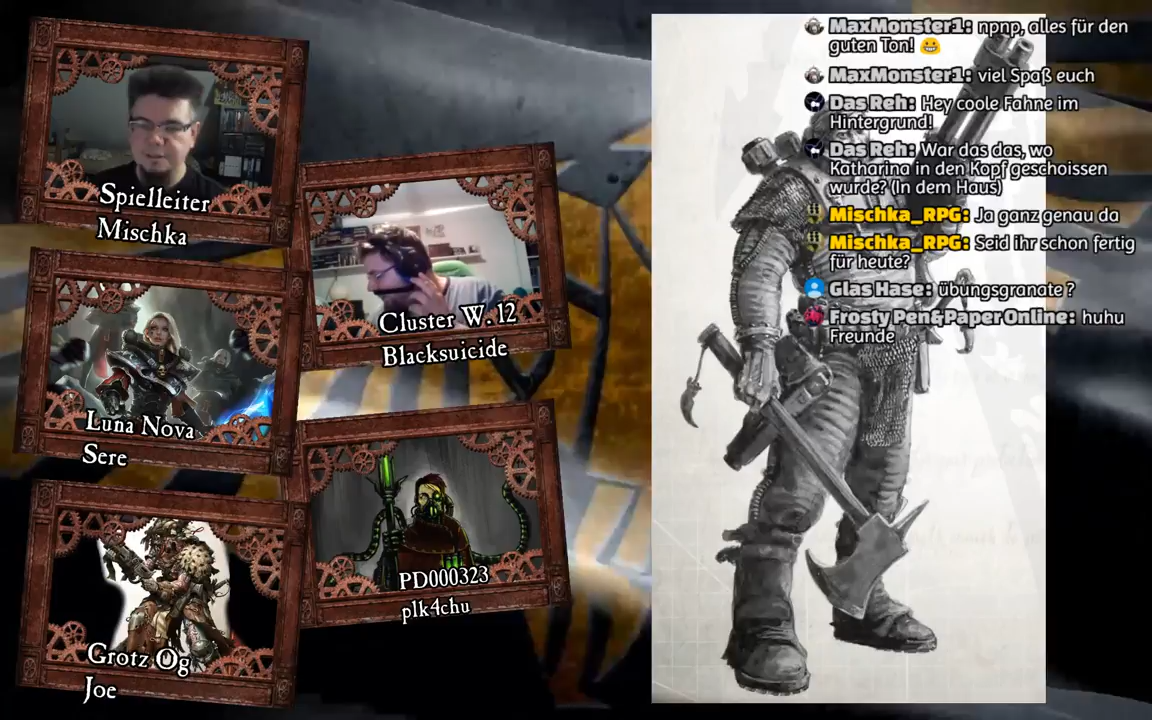 Spielleiter
Mischka
Cluster W. 12
Blacksuicide
Luna Nova
Sere
PD000323
plk4chu
Grotz Og
Joe
MaxMonster1: npnp, alles für den
guten Ton! 😬
MaxMonster1: viel Spaß euch
Das Reh: Hey coole Fahne im
Hintergrund!
Das Reh: War das das, wo
Katharina in den Kopf geschoissen
wurde? (In dem Haus)
Mischka_RPG: Ja ganz genau da
Mischka_RPG: Seid ihr schon fertig
für heute?
Glas Hase: übungsgranate ?
Frosty Pen&Paper Online: huhu
Freunde